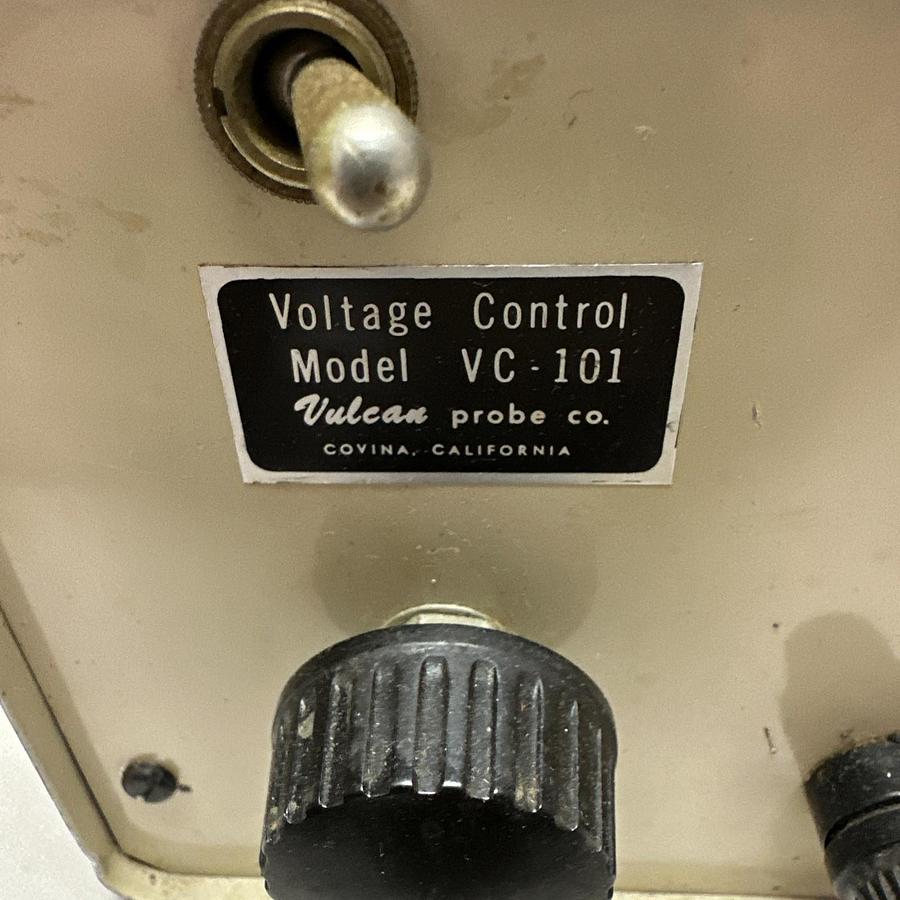 Voltage Control
Model VC-101
Vulcan probe co.
COVINA, CALIFORNIA